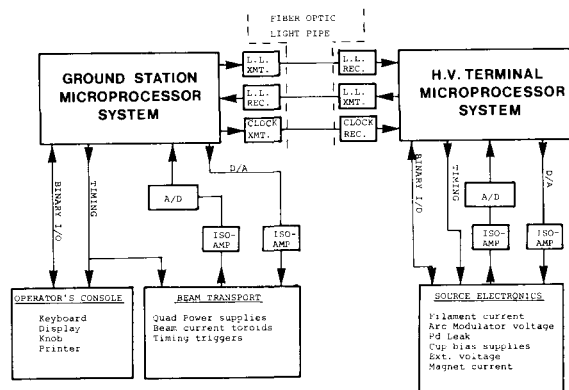 FIBER OPTIC
LIGHT PIPE
GROUND STATION
MICROPROCESSOR
SYSTEM
L.L.
XMT.
L.L.
REC.
L.L.
REC.
L.L.
XMT.
CLOCK
XMT.
CLOCK
REC.
H.V. TERMINAL
MICROPROCESSOR
SYSTEM
BINARY I/O
TIMING
A/D
D/A
ISO-
AMP
ISO-
AMP
BINARY I/O
TIMING
A/D
D/A
ISO-
AMP
ISO-
AMP
OPERATOR'S CONSOLE
Keyboard
Display
Knob
Printer
BEAM TRANSPORT
Quad Power supplies
Beam current toroids
Timing triggers
SOURCE ELECTRONICS
Filament current
Arc Modulator voltage
Pd Leak
Cup bias supplies
Ext. voltage
Magnet current